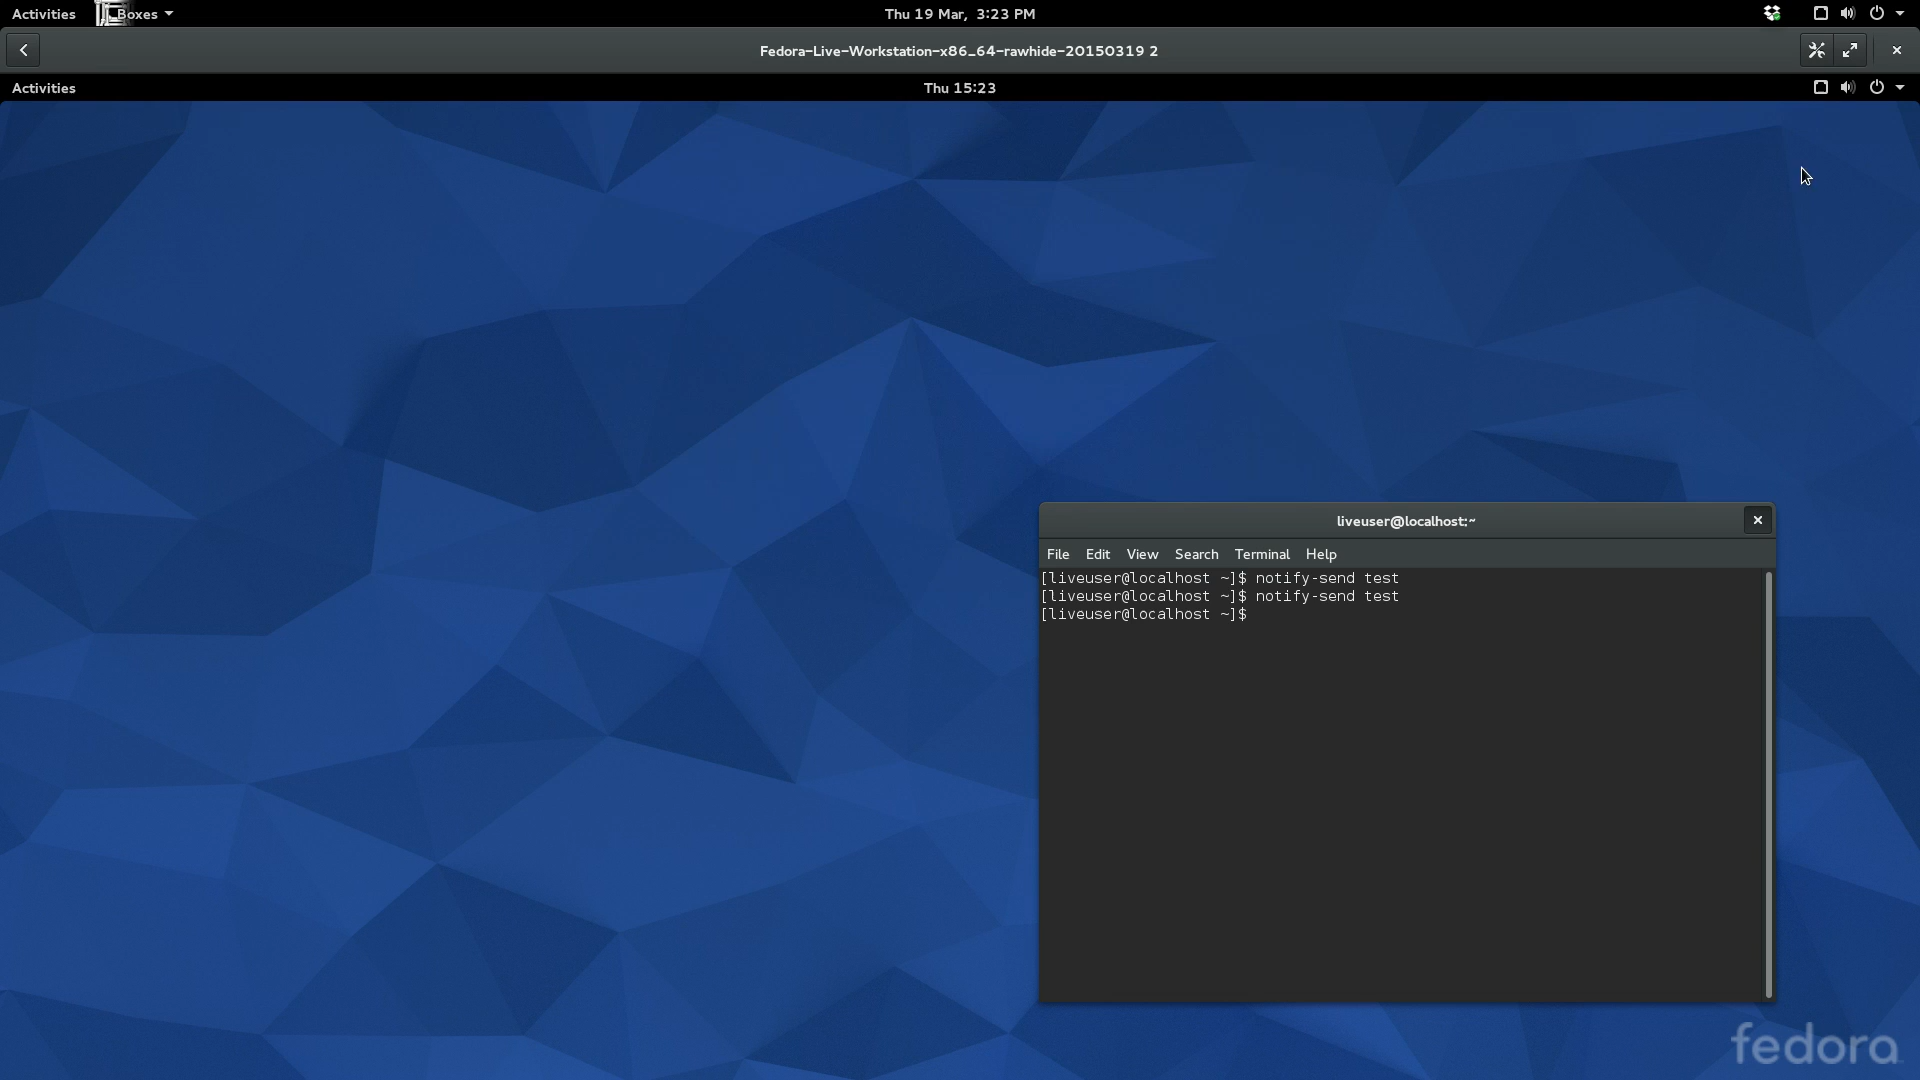 Activities Boxes Thu 19 Mar, 3:23 PM
Fedora-Live-Workstation-x86_64-rawhide-20150319 2
Activities Thu 15:23
liveuser@localhost:~
File Edit View Search Terminal Help
[liveuser@localhost ~]$ notify-send test
[liveuser@localhost ~]$ notify-send test
[liveuser@localhost ~]$
fedora